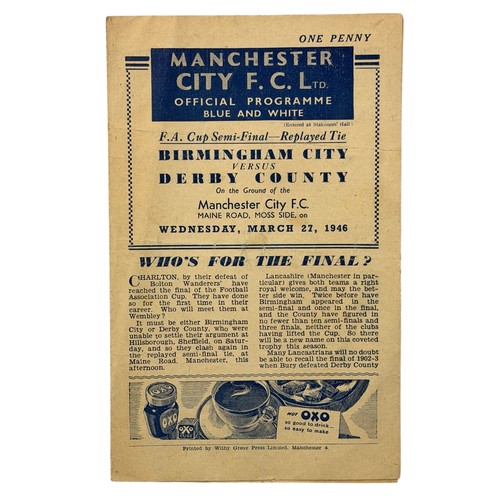 ONE PENNY
MANCHESTER
CITY F.C. LTD.
OFFICIAL PROGRAMME
BLUE AND WHITE
(Entered at Stationers' Hall)
F.A. Cup Semi-Final—Replayed Tie
BIRMINGHAM CITY
VERSUS
DERBY COUNTY
On the Ground of the
Manchester City F.C.
MAINE ROAD, MOSS SIDE, on
WEDNESDAY, MARCH 27, 1946
WHO'S FOR THE FINAL?
CHARLTON, by their defeat of
Bolton Wanderers' have
reached the final of the Football
Association Cup. They have done
so for the first time in their
career. Who will meet them at
Wembley?
It must be either Birmingham
City or Derby County, who were
unable to settle their argument at
Hillsborough, Sheffield, on Satur-
day, and so they clash again in
the replayed semi-final tie, at
Maine Road, Manchester, this
afternoon.
Lancashire (Manchester in par-
ticular) gives both teams a right
royal welcome, and may the bet-
ter side win. Twice before have
Birmingham appeared in the
semi-final and once in the final,
and the County have figured in
no fewer than ten semi-finals and
three finals, neither of the clubs
having lifted the Cup. So there
will be a new name on this coveted
trophy this season.
Many Lancastrians will no doubt
be able to recall the final of 1902-3
when Bury defeated Derby County
OXO
OXO
HOT OXO
so good to drink...
so easy to make
Printed by Withy Grove Press Limited, Manchester 4.